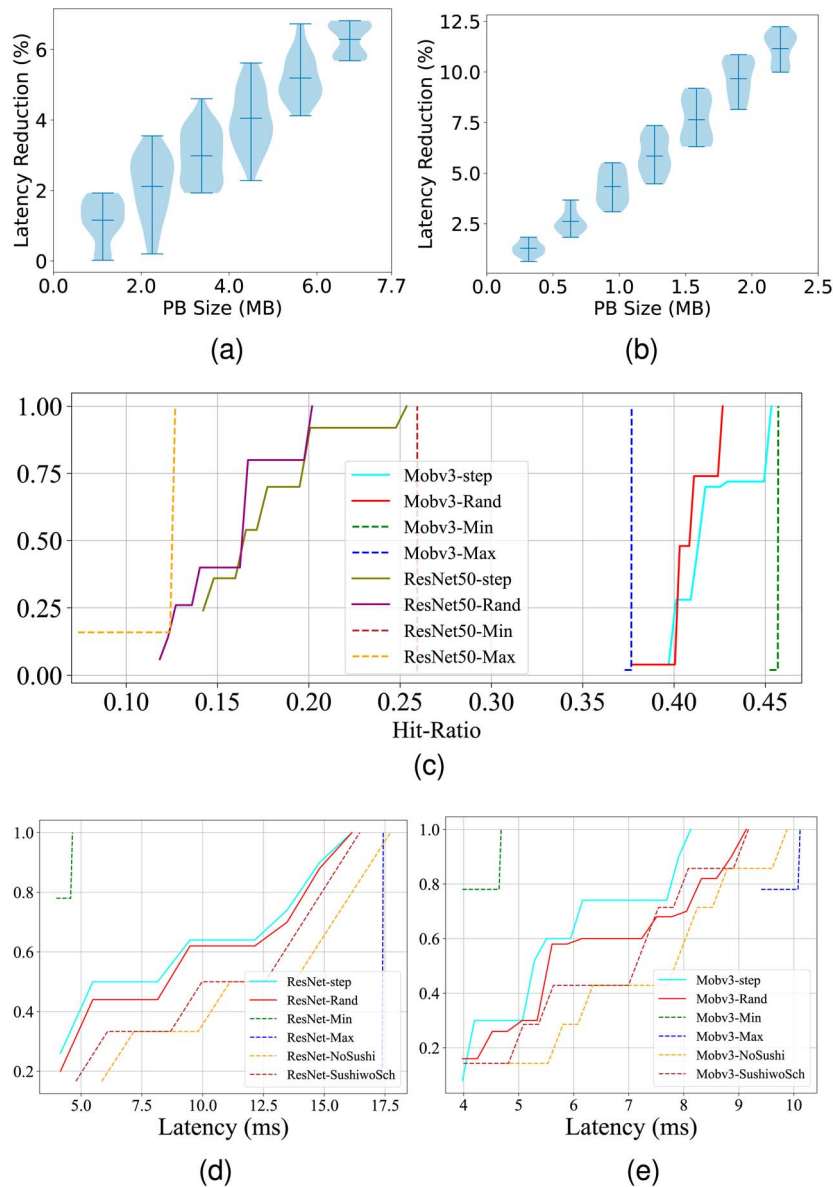 Latency Reduction (%)
6
4
2
0
0.0 2.0 4.0 6.0 7.7
PB Size (MB)
(a)
Latency Reduction (%)
12.5
10.0
7.5
5.0
2.5
0.0 0.5 1.0 1.5 2.0 2.5
PB Size (MB)
(b)
1.00
0.75
0.50
0.25
0.00
Mobv3-step
Mobv3-Rand
Mobv3-Min
Mobv3-Max
ResNet50-step
ResNet50-Rand
ResNet50-Min
ResNet50-Max
0.10 0.15 0.20 0.25 0.30 0.35 0.40 0.45
Hit-Ratio
(c)
1.0
0.8
0.6
0.4
0.2
ResNet-step
ResNet-Rand
ResNet-Min
ResNet-Max
ResNet-NoSushi
ResNet-SushiwoSch
5.0 7.5 10.0 12.5 15.0 17.5
Latency (ms)
(d)
1.0
0.8
0.6
0.4
0.2
Mobv3-step
Mobv3-Rand
Mobv3-Min
Mobv3-Max
Mobv3-NoSushi
Mobv3-SushiwoSch
4 5 6 7 8 9 10
Latency (ms)
(e)